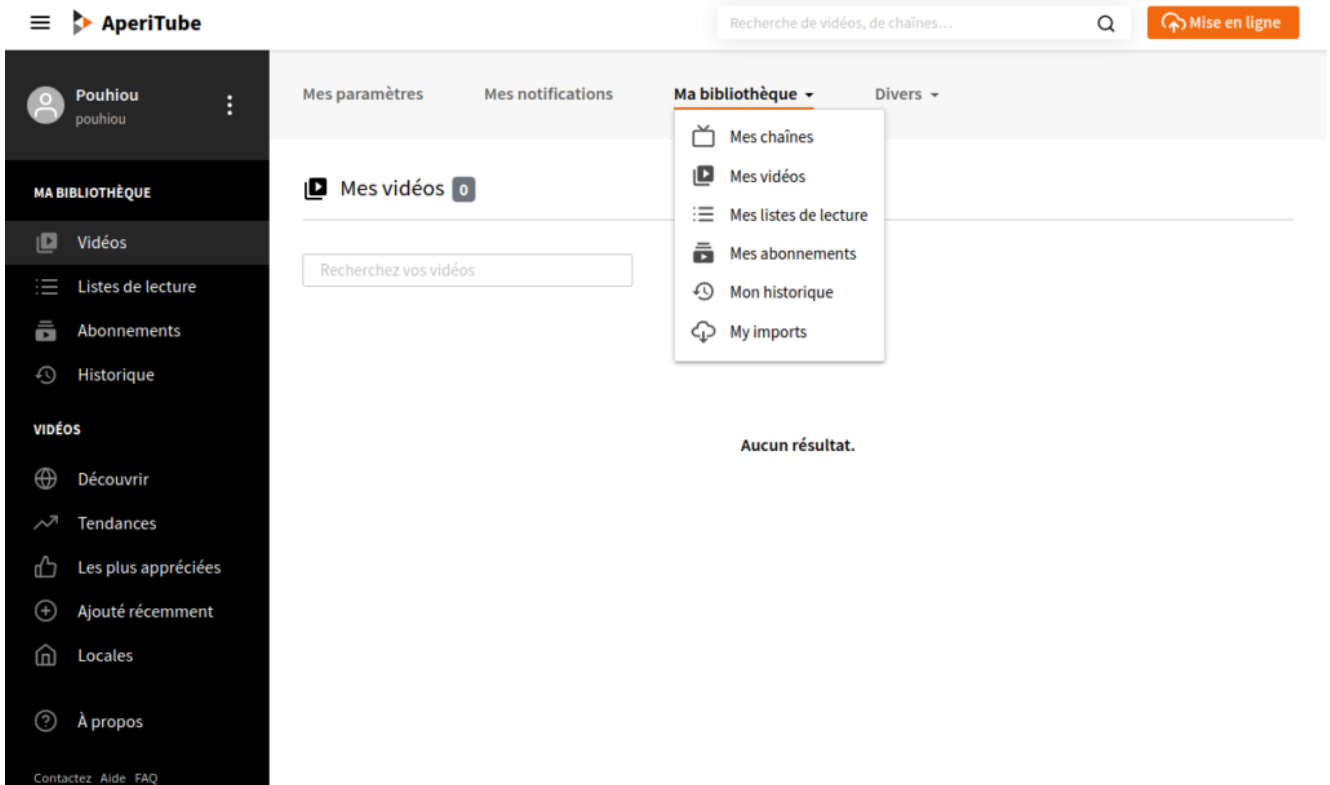 AperiTube
Recherche de vidéos, de chaînes...
Mise en ligne
Pouhiou
pouhiou
Mes paramètres
Mes notifications
Ma bibliothèque
Divers
Mes chaînes
Mes vidéos
Mes listes de lecture
Mes abonnements
Mon historique
My imports
MA BIBLIOTHÈQUE
Vidéos
Listes de lecture
Abonnements
Historique
VIDÉOS
Découvrir
Tendances
Les plus appréciées
Ajouté récemment
Locales
À propos
Contactez Aide FAQ
Mes vidéos 0
Recherchez vos vidéos
Aucun résultat.